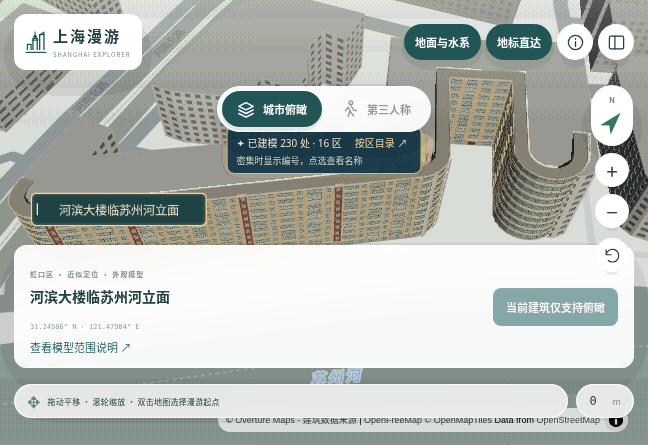 上海漫游
SHANGHAI EXPLORER
地面与水系
地标直达
N
城市俯瞰
第三人称
✦ 已建模 230 处 · 16 区 按区目录 ↗
密集时显示编号，点选查看名称
河滨大楼临苏州河立面
虹口区 · 近似定位 · 外观模型
河滨大楼临苏州河立面
31.24506° N · 121.47984° E
查看模型范围说明 ↗
当前建筑仅支持俯瞰
苏州河
拖动平移 · 滚轮缩放 · 双击地图选择漫游起点
0 m
© Overture Maps · 建筑数据来源 | OpenFreeMap © OpenMapTiles Data from OpenStreetMap